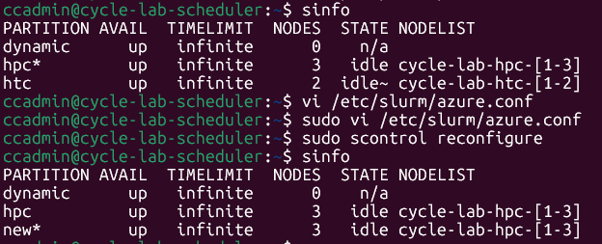 ccadmin@cycle-lab-scheduler:~$ sinfo
PARTITION AVAIL  TIMELIMIT  NODES  STATE NODELIST
dynamic      up   infinite      0    n/a
hpc*         up   infinite      3   idle cycle-lab-hpc-[1-3]
htc          up   infinite      2  idle~ cycle-lab-htc-[1-2]
ccadmin@cycle-lab-scheduler:~$ vi /etc/slurm/azure.conf
ccadmin@cycle-lab-scheduler:~$ sudo vi /etc/slurm/azure.conf
ccadmin@cycle-lab-scheduler:~$ sudo scontrol reconfigure
ccadmin@cycle-lab-scheduler:~$ sinfo
PARTITION AVAIL  TIMELIMIT  NODES  STATE NODELIST
dynamic      up   infinite      0    n/a
hpc          up   infinite      3   idle cycle-lab-hpc-[1-3]
new*         up   infinite      3   idle cycle-lab-hpc-[1-3]